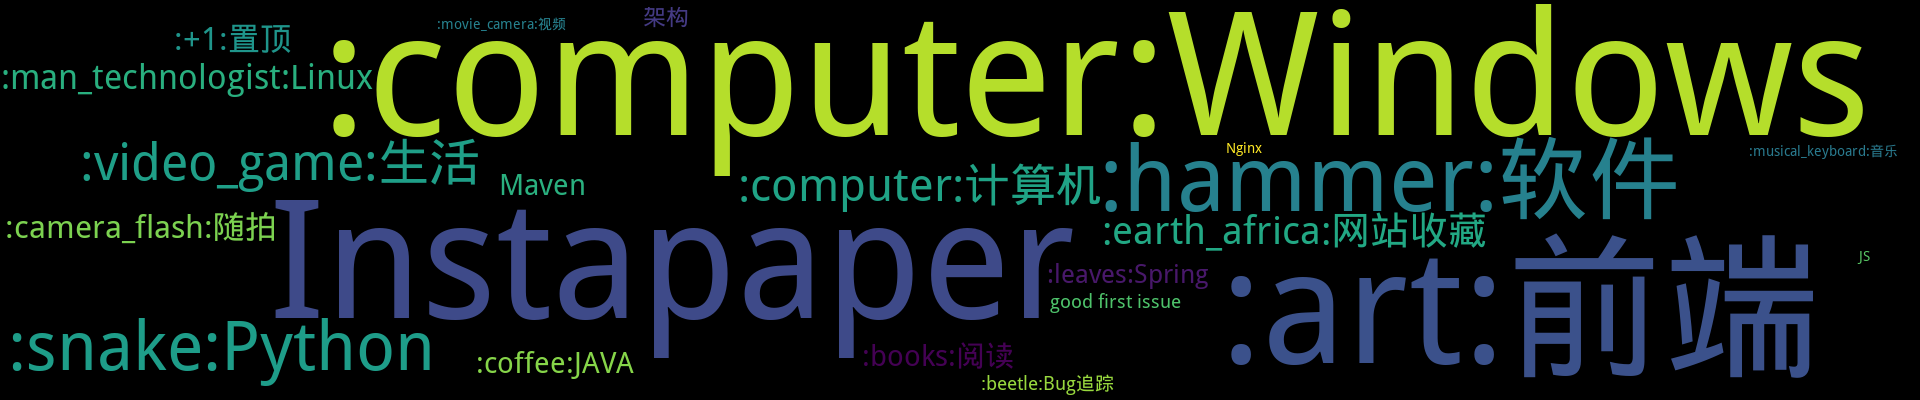 :movie_camera:视频
架构
:+1:置顶
:computer:Windows
:man_technologist:Linux
Nginx
:musical_keyboard:音乐
:video_game:生活
Maven
:computer:计算机
:hammer:软件
:camera_flash:随拍
Instapaper
:earth_africa:网站收藏
JS
:leaves:Spring
good first issue
:art:前端
:snake:Python
:coffee:JAVA
:books:阅读
:beetle:Bug追踪